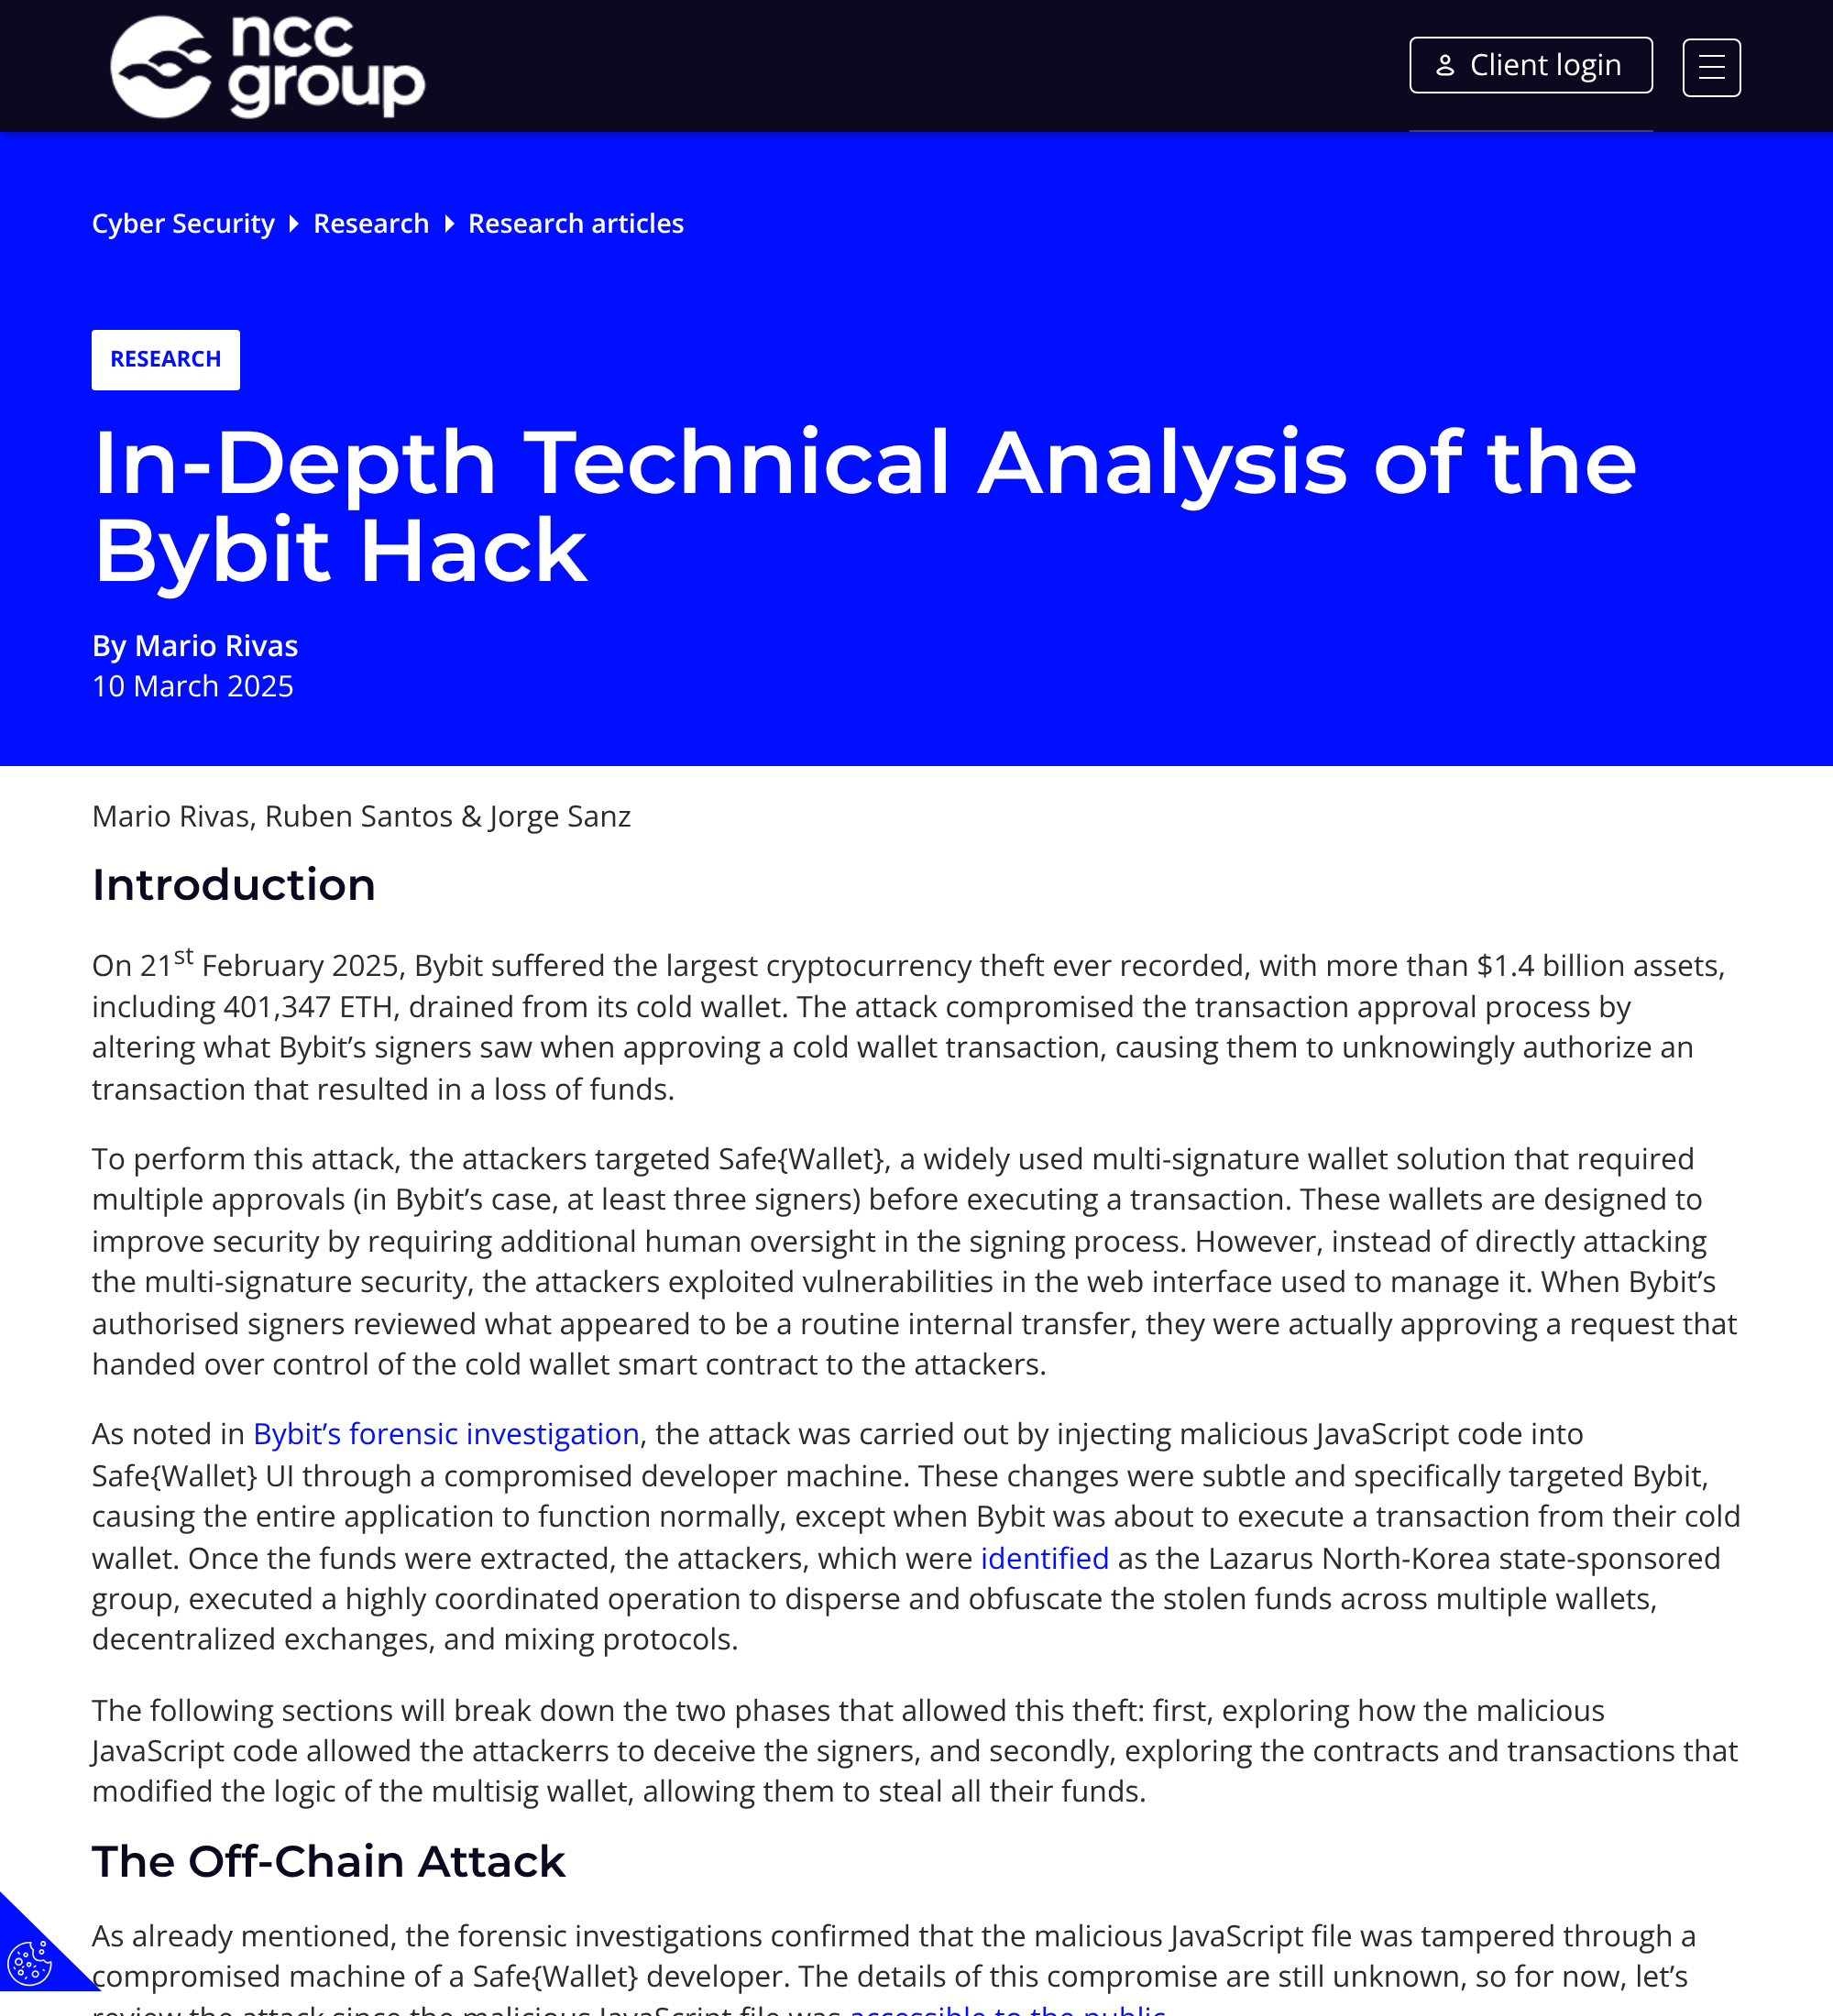 ncc
group
Client login
Cyber Security Research Research articles
RESEARCH
In-Depth Technical Analysis of the
Bybit Hack
By Mario Rivas
10 March 2025
Mario Rivas, Ruben Santos & Jorge Sanz
Introduction
On 21st February 2025, Bybit suffered the largest cryptocurrency theft ever recorded, with more than $1.4 billion assets,
including 401,347 ETH, drained from its cold wallet. The attack compromised the transaction approval process by
altering what Bybit’s signers saw when approving a cold wallet transaction, causing them to unknowingly authorize an
transaction that resulted in a loss of funds.
To perform this attack, the attackers targeted Safe{Wallet}, a widely used multi-signature wallet solution that required
multiple approvals (in Bybit’s case, at least three signers) before executing a transaction. These wallets are designed to
improve security by requiring additional human oversight in the signing process. However, instead of directly attacking
the multi-signature security, the attackers exploited vulnerabilities in the web interface used to manage it. When Bybit’s
authorised signers reviewed what appeared to be a routine internal transfer, they were actually approving a request that
handed over control of the cold wallet smart contract to the attackers.
As noted in Bybit’s forensic investigation, the attack was carried out by injecting malicious JavaScript code into
Safe{Wallet} UI through a compromised developer machine. These changes were subtle and specifically targeted Bybit,
causing the entire application to function normally, except when Bybit was about to execute a transaction from their cold
wallet. Once the funds were extracted, the attackers, which were identified as the Lazarus North-Korea state-sponsored
group, executed a highly coordinated operation to disperse and obfuscate the stolen funds across multiple wallets,
decentralized exchanges, and mixing protocols.
The following sections will break down the two phases that allowed this theft: first, exploring how the malicious
JavaScript code allowed the attackerrs to deceive the signers, and secondly, exploring the contracts and transactions that
modified the logic of the multisig wallet, allowing them to steal all their funds.
The Off-Chain Attack
As already mentioned, the forensic investigations confirmed that the malicious JavaScript file was tampered through a
compromised machine of a Safe{Wallet} developer. The details of this compromise are still unknown, so for now, let’s
review the attack since the malicious JavaScript file was accessible to the public.